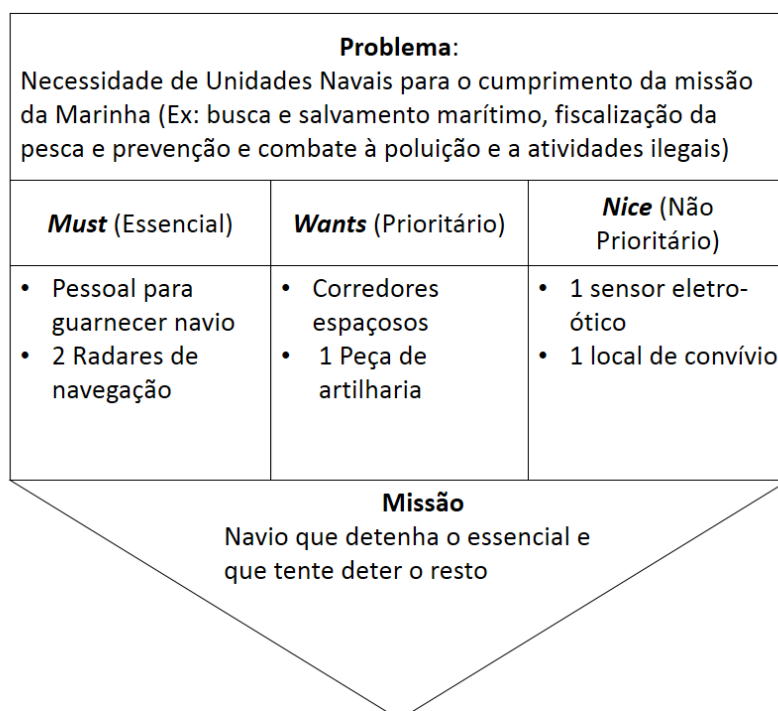 Problema:
Necessidade de Unidades Navais para o cumprimento da missão
da Marinha (Ex: busca e salvamento marítimo, fiscalização da
pesca e prevenção e combate à poluição e a atividades ilegais)
Must (Essencial)
Wants (Prioritário)
Nice (Não
Prioritário)
• Pessoal para
guarnecer navio
• 2 Radares de
navegação
• Corredores
espaçosos
• 1 Peça de
artilharia
• 1 sensor eletro-
ótico
• 1 local de convívio
Missão
Navio que detenha o essencial e
que tente deter o resto